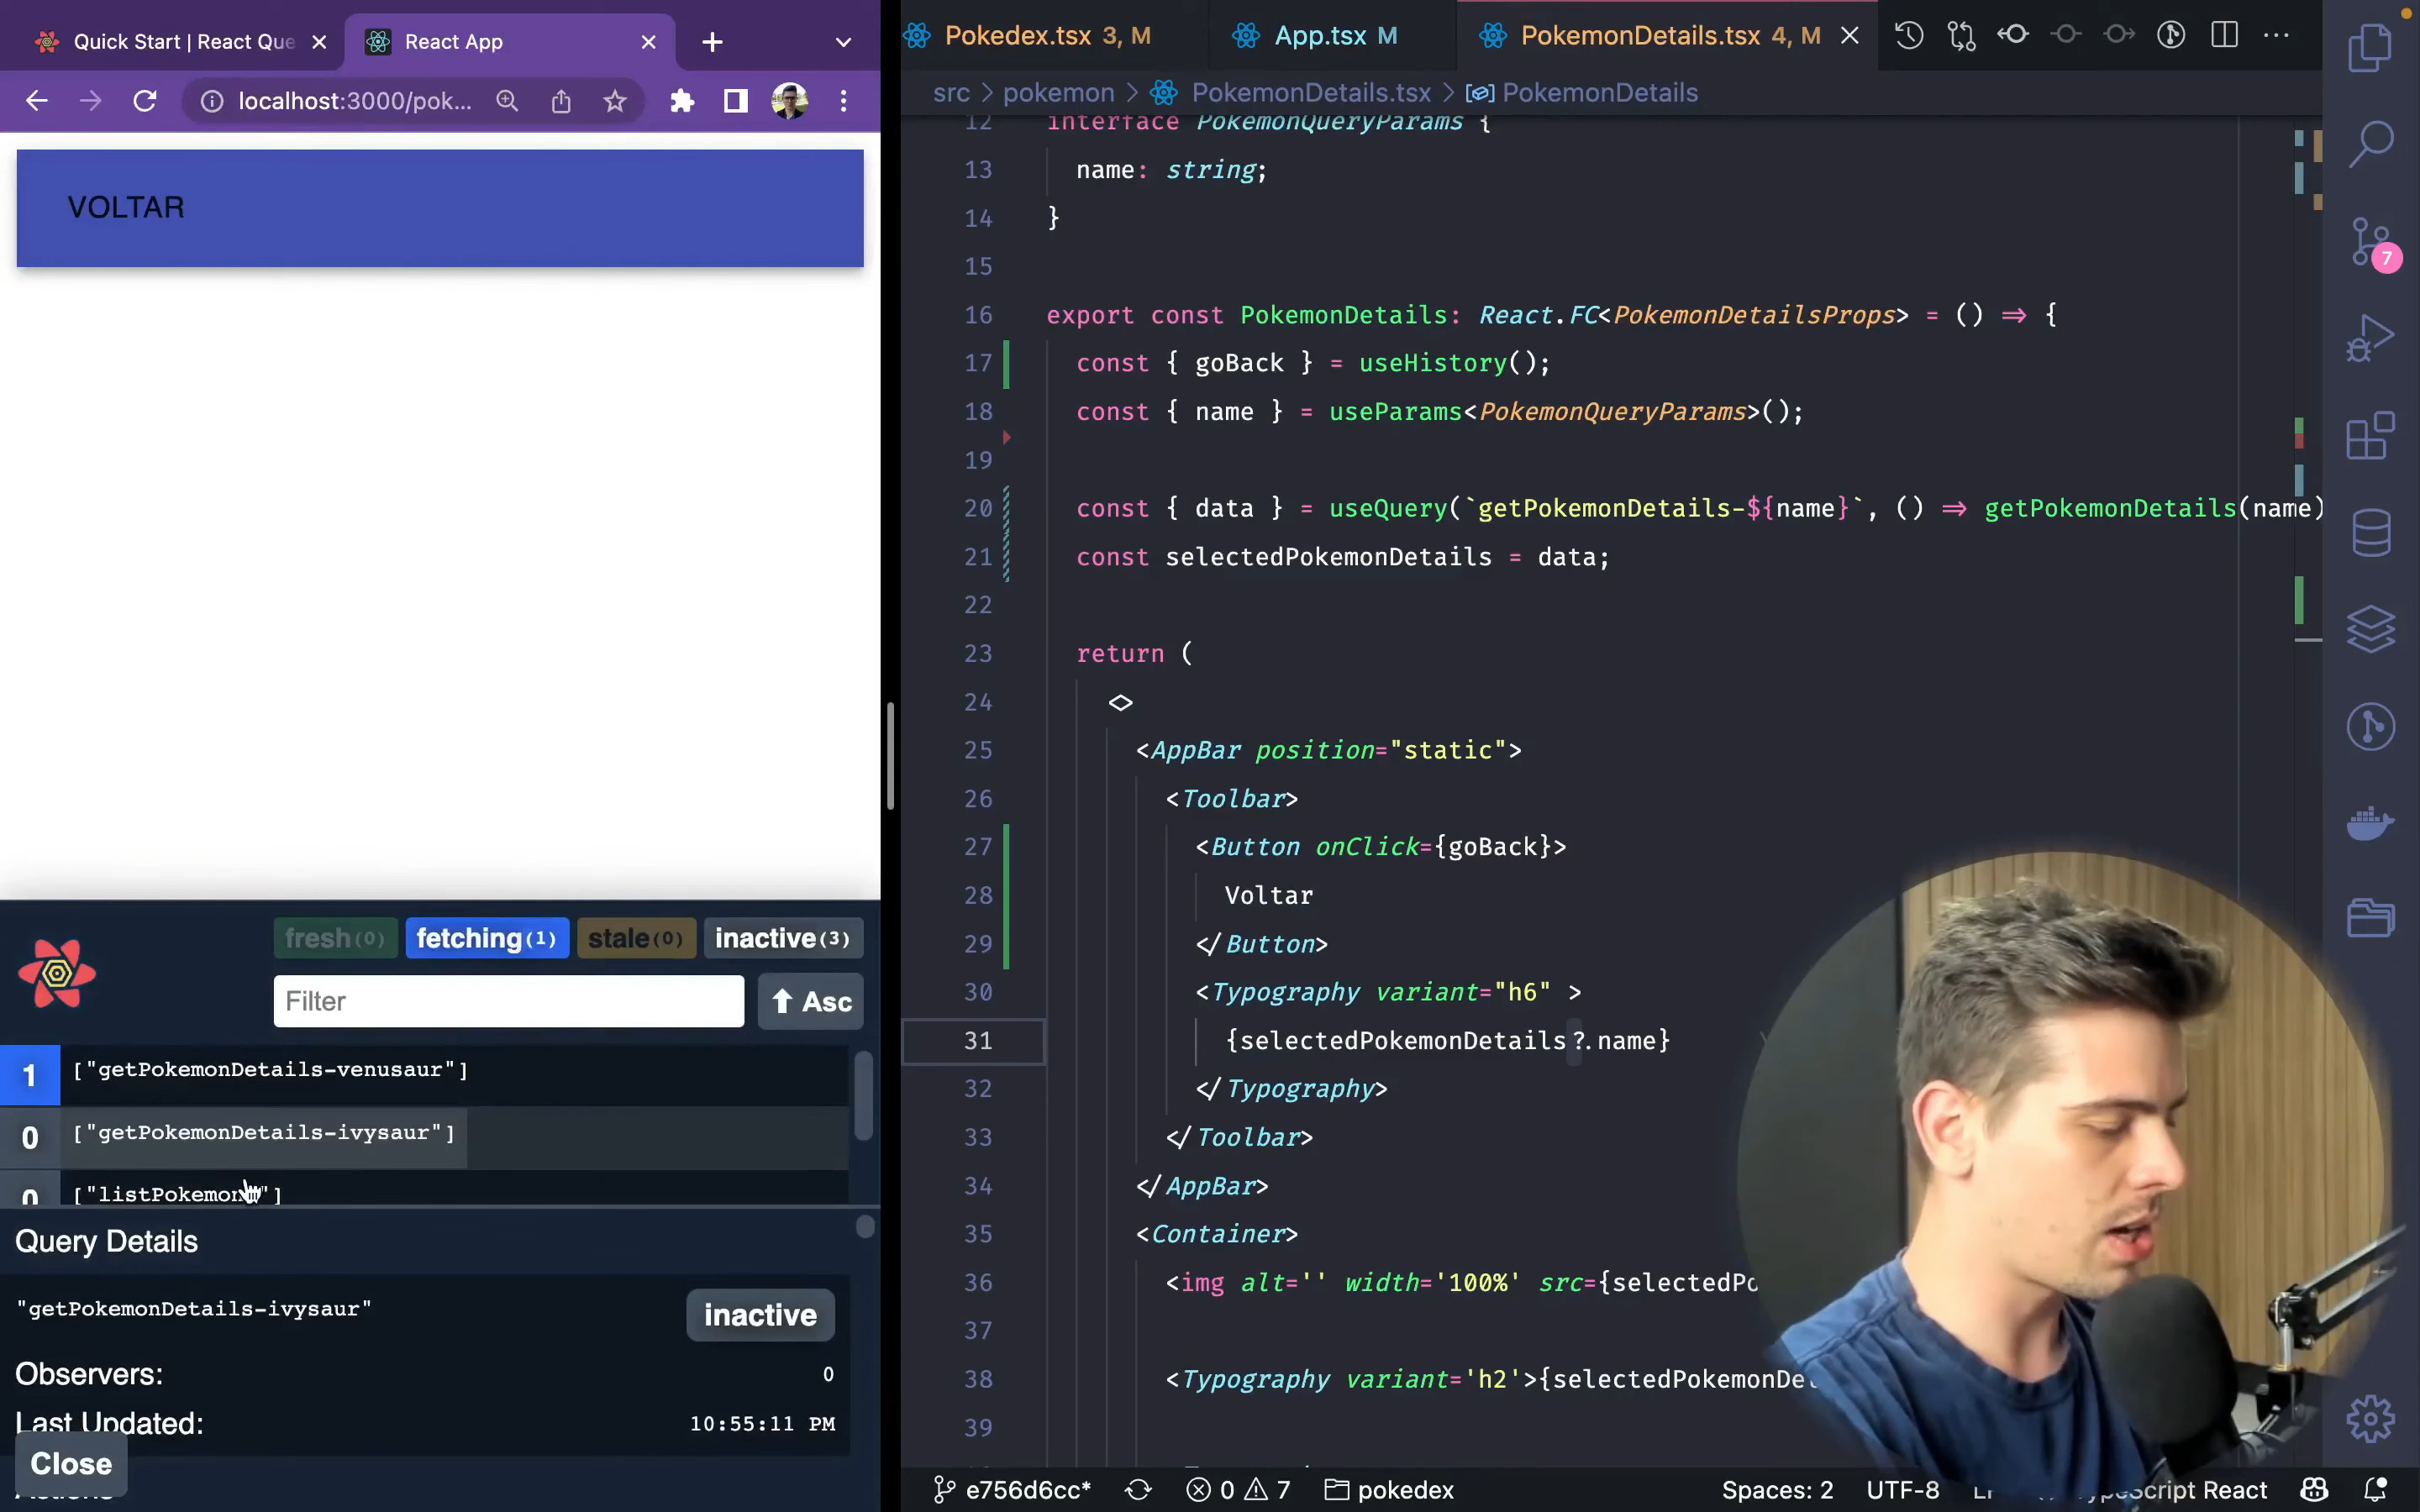 Quick Start | React Que
React App
localhost:3000/pok...
VOLTAR
fresh(0)
fetching(1)
stale(0)
inactive(3)
Filter
Asc
1
["getPokemonDetails-venusaur"]
0
["getPokemonDetails-ivysaur"]
0
Query Details
"getPokemonDetails-ivysaur"
inactive
Observers:
0
Last Updated:
10:55:11 PM
Close
Pokedex.tsx 3, M
App.tsx M
PokemonDetails.tsx 4, M
src > pokemon > PokemonDetails.tsx > PokemonDetails
12 interface PokemonQueryParams {
13 name: string;
14 }
15
16 export const PokemonDetails: React.FC<PokemonDetailsProps> = () ⇒ {
17 const { goBack } = useHistory();
18 const { name } = useParams<PokemonQueryParams>();
19
20 const { data } = useQuery(`getPokemonDetails-${name}`, () ⇒ getPokemonDetails(name)
21 const selectedPokemonDetails = data;
22
23 return (
24 <>
25 <AppBar position="static">
26 <Toolbar>
27 <Button onClick={goBack}>
28 Voltar
29 </Button>
30 <Typography variant="h6" >
31 {selectedPokemonDetails?.name}
32 </Typography>
33 </Toolbar>
34 </AppBar>
35 <Container>
36 <img alt='' width='100%' src={selectedPo
37
38 <Typography variant='h2'>{selectedPokemonDe
39
7
e756d6cc*
0
7
pokedex
Spaces: 2
UTF-8
React